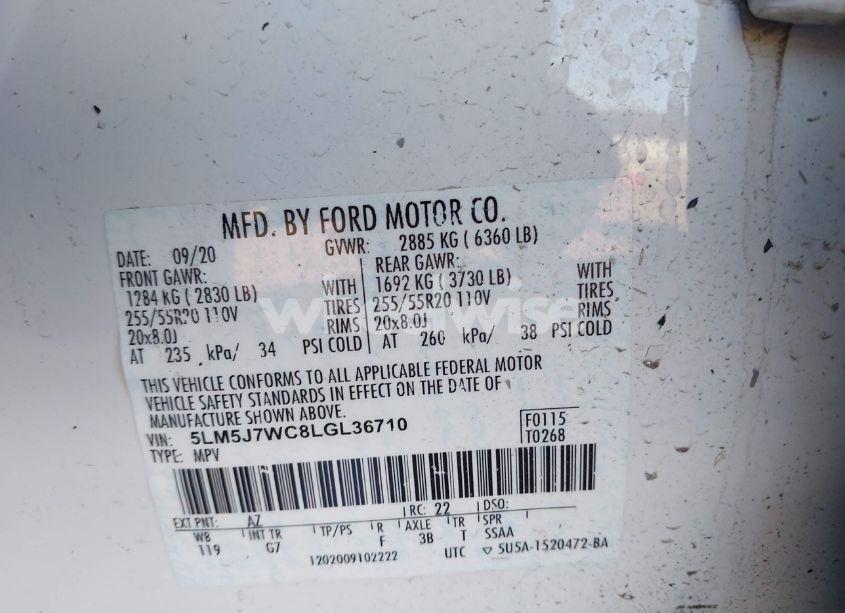 MFD. BY FORD MOTOR CO.
DATE: 09/20 GVWR: 2885 KG ( 6360 LB)
FRONT GAWR: REAR GAWR:
1284 KG ( 2830 LB) WITH 1692 KG ( 3730 LB) WITH
255/55R20 110V TIRES 255/55R20 110V TIRES
20x8.0J RIMS 20x8.0J RIMS
AT 235 kPa/ 34 PSI COLD AT 260 kPa/ 38 PSI COLD
THIS VEHICLE CONFORMS TO ALL APPLICABLE FEDERAL MOTOR
VEHICLE SAFETY STANDARDS IN EFFECT ON THE DATE OF
MANUFACTURE SHOWN ABOVE.
VIN: 5LM5J7WC8LGL36710 F0115
TYPE: MPV T0268
EXT PNT: AZ RC: 22 DSO:
WB INT TR TP/PS R AXLE TR SPR
119 G7 F 3B T SSAA
1202009102222 UTC ▽ 5U5A-1520472-BA